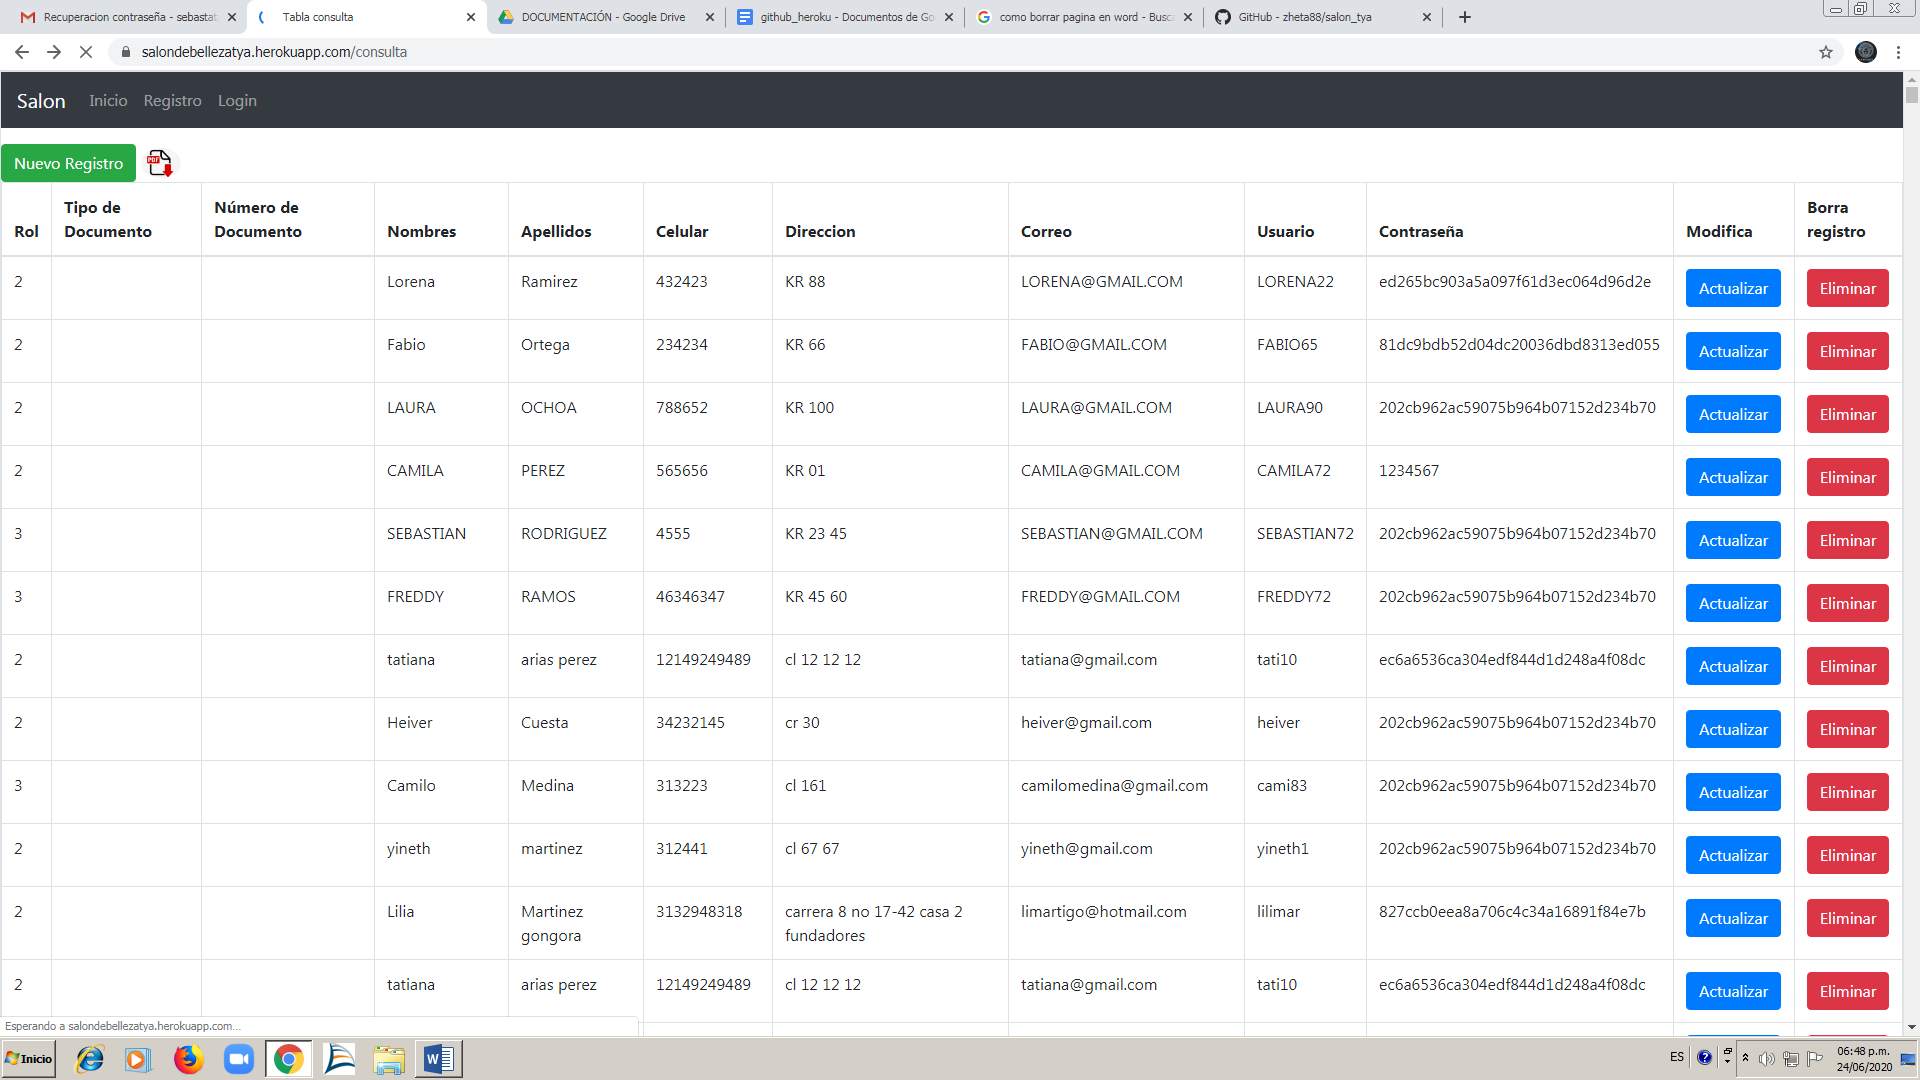 Recuperacion contraseña - sebastat
Tabla consulta
DOCUMENTACIÓN - Google Drive
github_heroku - Documentos de Go
como borrar pagina en word - Busc
GitHub - zheta88/salon_tya
salondebellezatya.herokuapp.com/consulta
Salon Inicio Registro Login
Nuevo Registro PDF
Rol Tipo de Documento Número de Documento Nombres Apellidos Celular Direccion Correo Usuario Contraseña Modifica Borra registro
2 Lorena Ramirez 432423 KR 88 LORENA@GMAIL.COM LORENA22 ed265bc903a5a097f61d3ec064d96d2e Actualizar Eliminar
2 Fabio Ortega 234234 KR 66 FABIO@GMAIL.COM FABIO65 81dc9bdb52d04dc20036dbd8313ed055 Actualizar Eliminar
2 LAURA OCHOA 788652 KR 100 LAURA@GMAIL.COM LAURA90 202cb962ac59075b964b07152d234b70 Actualizar Eliminar
2 CAMILA PEREZ 565656 KR 01 CAMILA@GMAIL.COM CAMILA72 1234567 Actualizar Eliminar
3 SEBASTIAN RODRIGUEZ 4555 KR 23 45 SEBASTIAN@GMAIL.COM SEBASTIAN72 202cb962ac59075b964b07152d234b70 Actualizar Eliminar
3 FREDDY RAMOS 46346347 KR 45 60 FREDDY@GMAIL.COM FREDDY72 202cb962ac59075b964b07152d234b70 Actualizar Eliminar
2 tatiana arias perez 12149249489 cl 12 12 12 tatiana@gmail.com tati10 ec6a6536ca304edf844d1d248a4f08dc Actualizar Eliminar
2 Heiver Cuesta 34232145 cr 30 heiver@gmail.com heiver 202cb962ac59075b964b07152d234b70 Actualizar Eliminar
3 Camilo Medina 313223 cl 161 camilomedina@gmail.com cami83 202cb962ac59075b964b07152d234b70 Actualizar Eliminar
2 yineth martinez 312441 cl 67 67 yineth@gmail.com yineth1 202cb962ac59075b964b07152d234b70 Actualizar Eliminar
2 Lilia Martinez gongora 3132948318 carrera 8 no 17-42 casa 2 fundadores limartigo@hotmail.com lilimar 827ccb0eea8a706c4c34a16891f84e7b Actualizar Eliminar
2 tatiana arias perez 12149249489 cl 12 12 12 tatiana@gmail.com tati10 ec6a6536ca304edf844d1d248a4f08dc Actualizar Eliminar
Esperando a salondebellezatya.herokuapp.com...
Inicio
ES
06:48 p.m.
24/06/2020